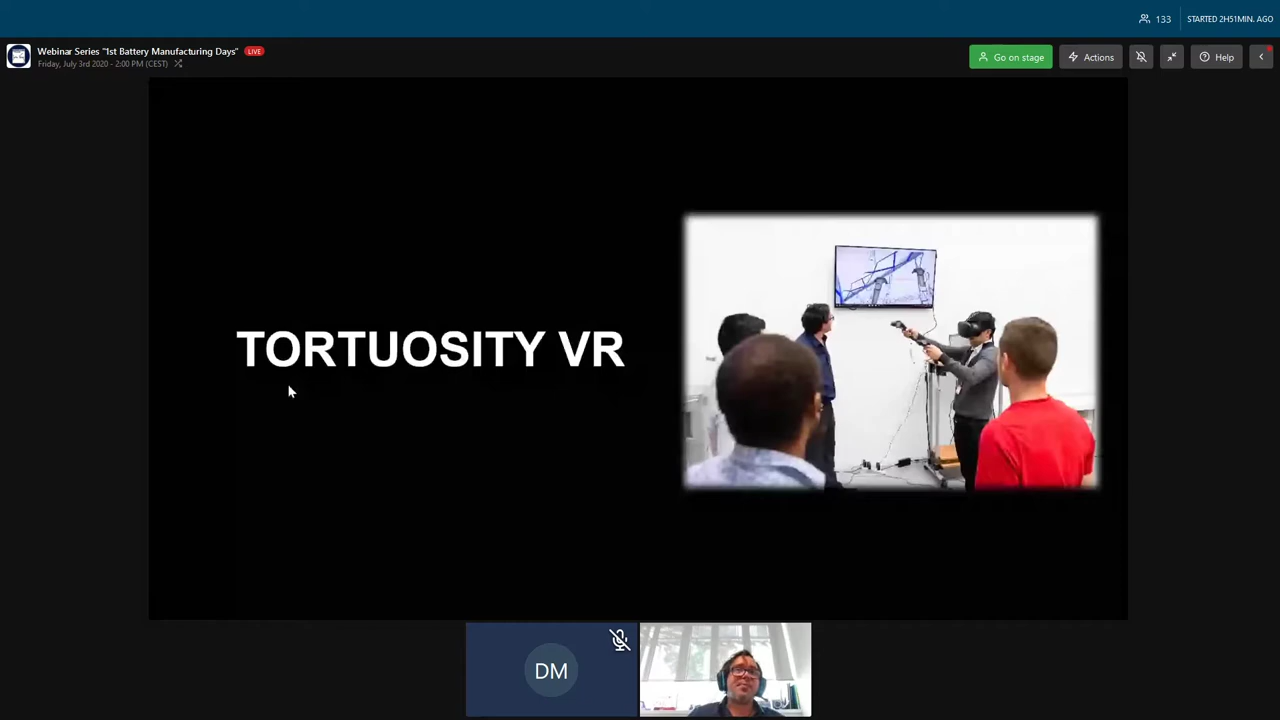 133
STARTED 2H51MIN. AGO
Webinar Series "1st Battery Manufacturing Days" LIVE
Friday, July 3rd 2020 - 2:00 PM (CEST)
Go on stage
Actions
Help
TORTUOSITY VR
DM